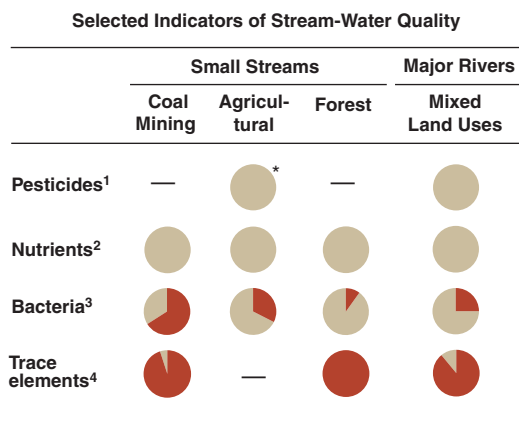 Selected Indicators of Stream-Water Quality
Small Streams
Major Rivers
Coal Mining
Agricul-tural
Forest
Mixed Land Uses
Pesticides¹
— * —
Nutrients²
Bacteria³
Trace elements⁴
—